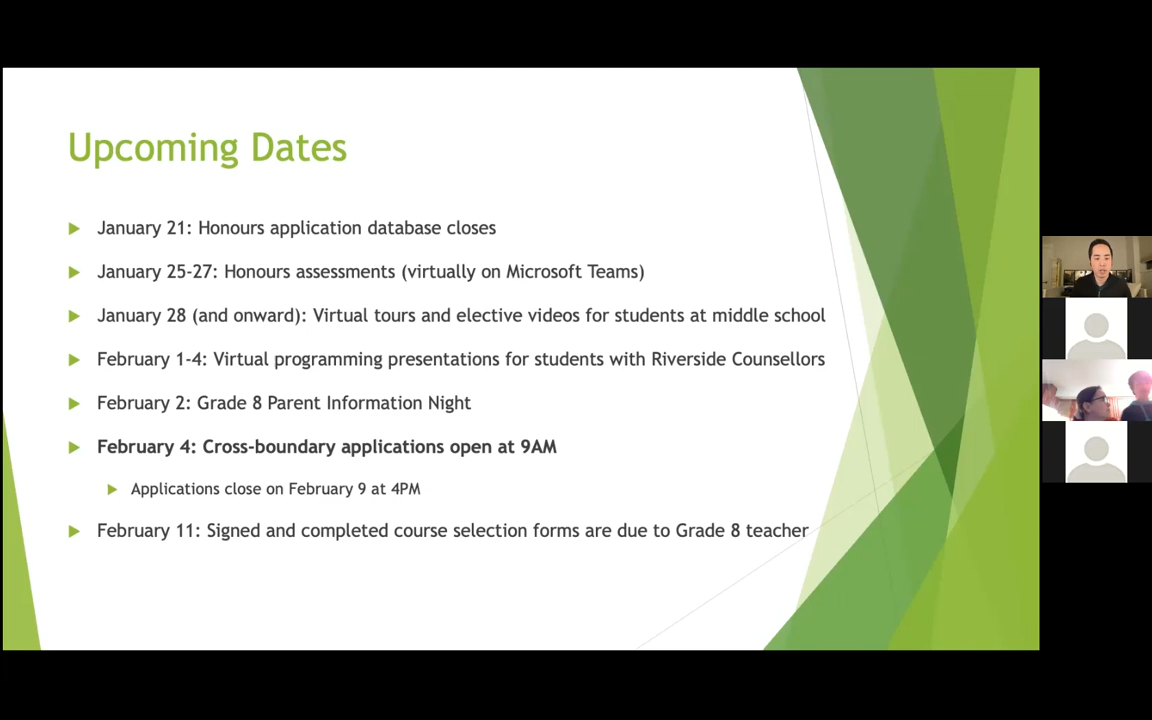 Upcoming Dates
January 21: Honours application database closes
January 25-27: Honours assessments (virtually on Microsoft Teams)
January 28 (and onward): Virtual tours and elective videos for students at middle school
February 1-4: Virtual programming presentations for students with Riverside Counsellors
February 2: Grade 8 Parent Information Night
February 4: Cross-boundary applications open at 9AM
Applications close on February 9 at 4PM
February 11: Signed and completed course selection forms are due to Grade 8 teacher